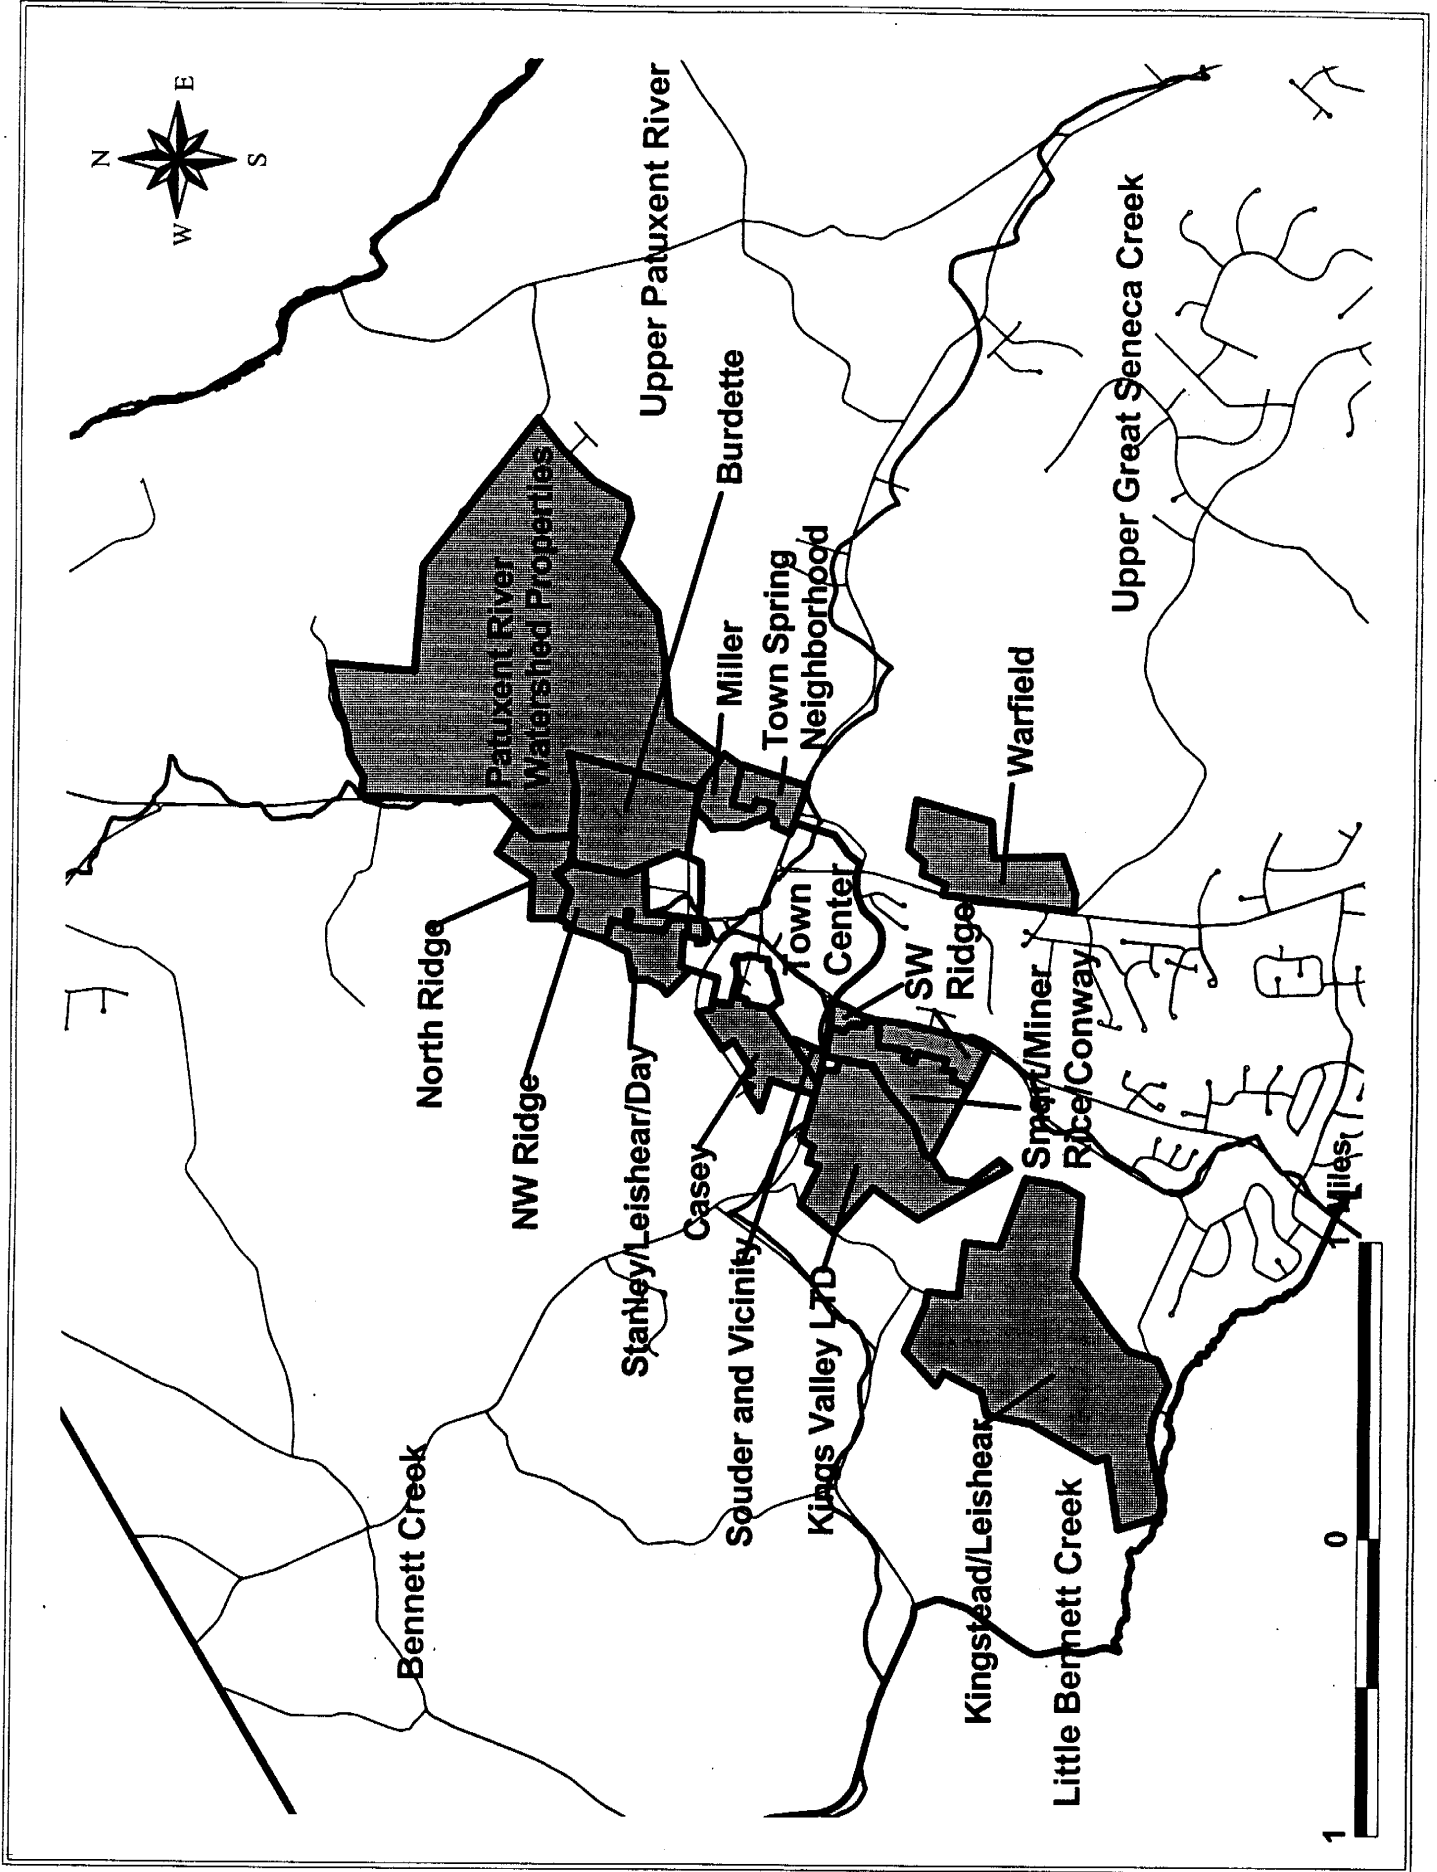 N
W
E
S
Patuxent River
Watershed Properties
Upper Patuxent River
Burdette
North Ridge
NW Ridge
Miller
Stanley/Leishear/Day
Town Spring
Neighborhood
Casey
Town
Center
Souder and Vicinity
SW
Ridge
Warfield
Kings Valley LTD
Smart/Miner
Rice/Conway
Upper Great Seneca Creek
Bennett Creek
Kingstead/Leishear
Little Bennett Creek
1
0
1
Miles